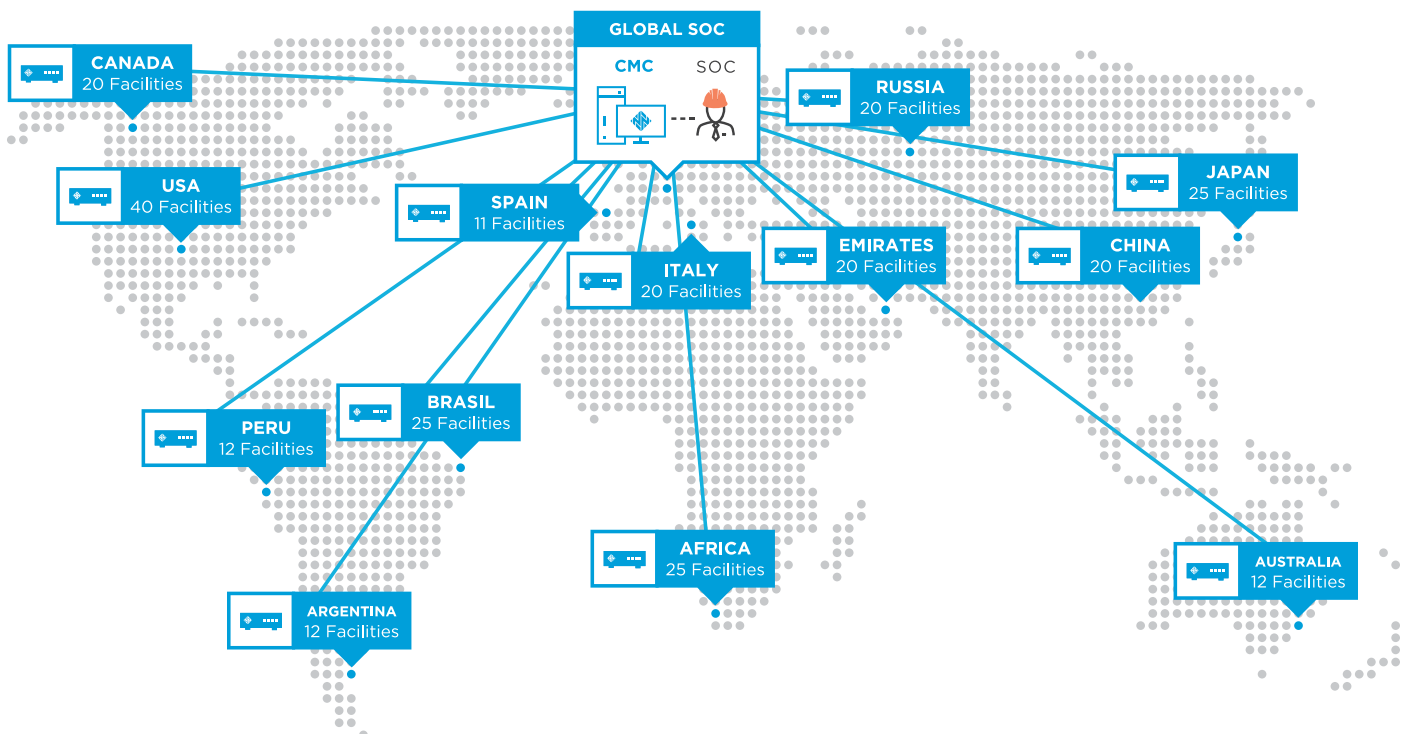 GLOBAL SOC
CMC
SOC
CANADA
20 Facilities
RUSSIA
20 Facilities
USA
40 Facilities
SPAIN
11 Facilities
JAPAN
25 Facilities
ITALY
20 Facilities
EMIRATES
20 Facilities
CHINA
20 Facilities
PERU
12 Facilities
BRASIL
25 Facilities
AFRICA
25 Facilities
AUSTRALIA
12 Facilities
ARGENTINA
12 Facilities